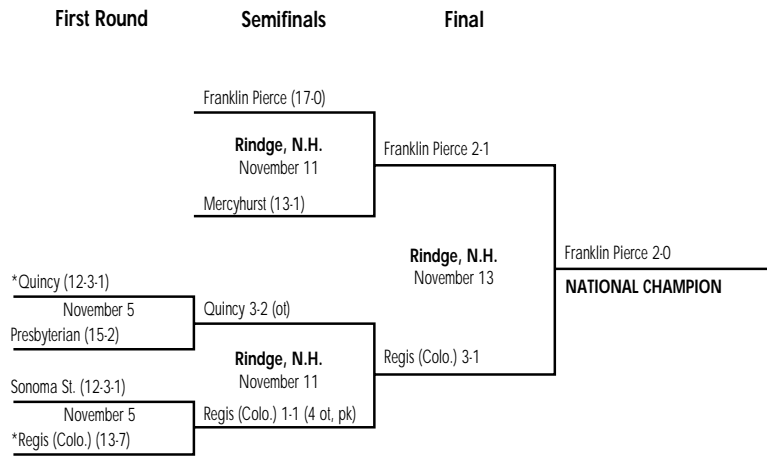 First Round
Semifinals
Final
Franklin Pierce (17-0)
Rindge, N.H.
November 11
Mercyhurst (13-1)
Franklin Pierce 2-1
*Quincy (12-3-1)
November 5
Presbyterian (15-2)
Quincy 3-2 (ot)
Rindge, N.H.
November 11
Sonoma St. (12-3-1)
November 5
*Regis (Colo.) (13-7)
Regis (Colo.) 1-1 (4 ot, pk)
Rindge, N.H.
November 13
Regis (Colo.) 3-1
Franklin Pierce 2-0
NATIONAL CHAMPION